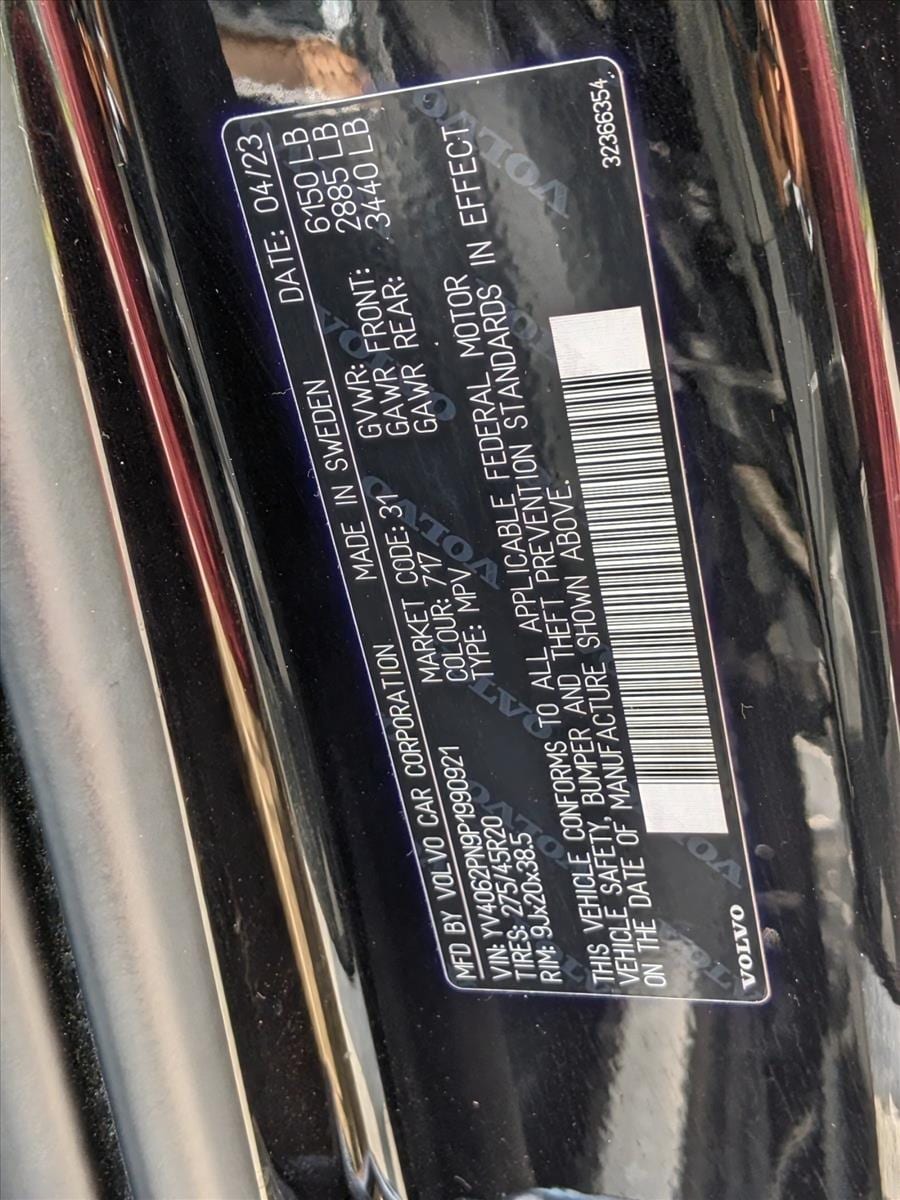 MFD BY VOLVO CAR CORPORATION MADE IN SWEDEN DATE: 04/23
VIN: YV4062PN9P1990921 MARKET CODE: 31 GVWR: 6150 LB
TIRES: 275/45R20 COLOUR: 717 GAWR FRONT: 2885 LB
RIM: 9Jx20x38.5 TYPE: MPV GAWR REAR: 3440 LB
THIS VEHICLE CONFORMS TO ALL APPLICABLE FEDERAL MOTOR
VEHICLE SAFETY, BUMPER AND THEFT PREVENTION STANDARDS IN EFFECT
ON THE DATE OF MANUFACTURE SHOWN ABOVE.
VOLVO 32366354